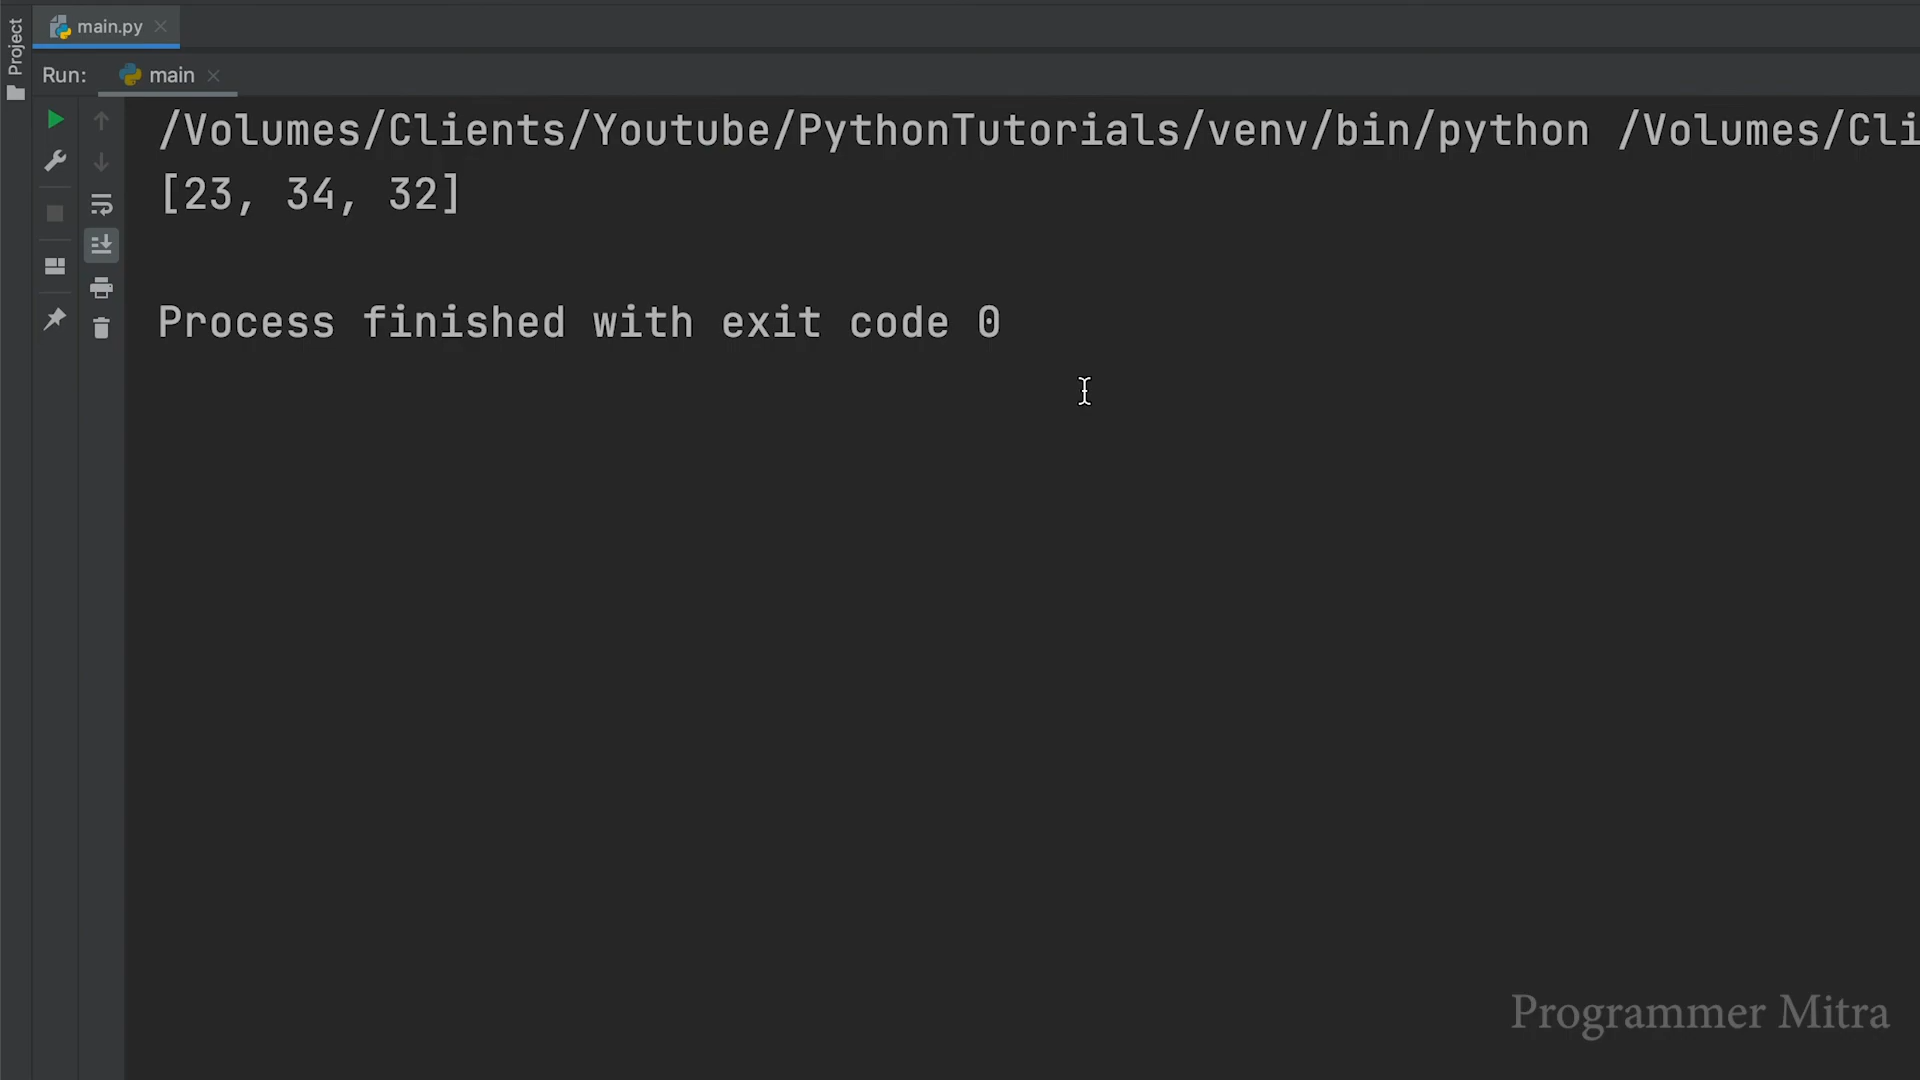 main.py
Project
Run: main
/Volumes/Clients/Youtube/PythonTutorials/venv/bin/python /Volumes/Cli
[23, 34, 32]
Process finished with exit code 0
Programmer Mitra